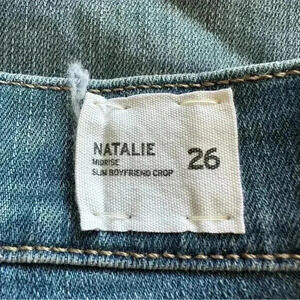 NATALIE
MIDRISE
SLIM BOYFRIEND CROP
26